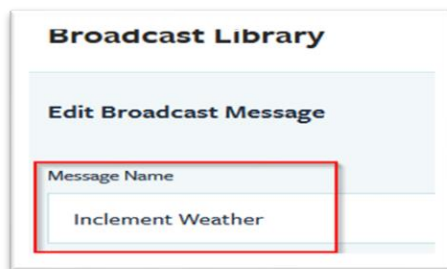 Broadcast Library
Edit Broadcast Message
Message Name
Inclement Weather